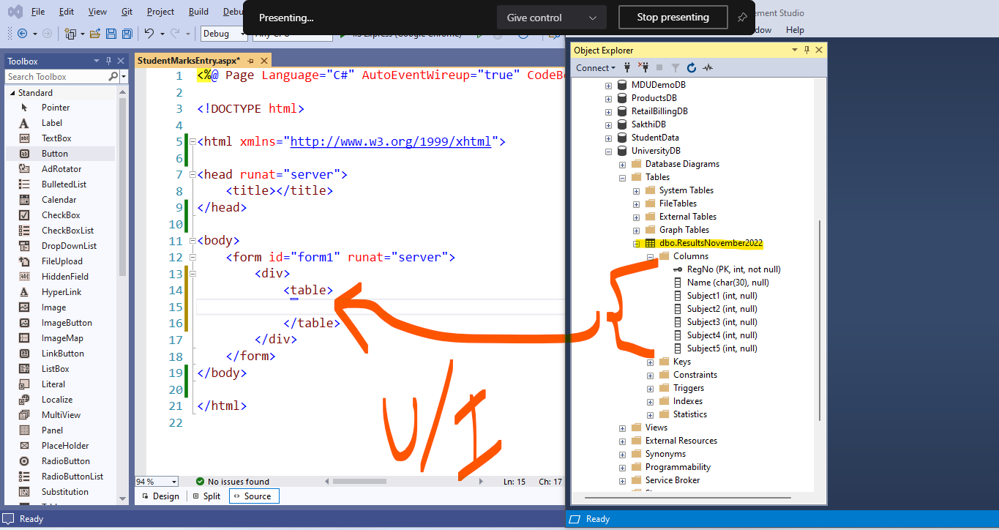 Presenting...
Give control
Stop presenting
File Edit View Git Project Build
ement Studio
Help
Debug
Toolbox
Search Toolbox
Standard
Pointer
Label
TextBox
Button
AdRotator
BulletedList
Calendar
CheckBox
CheckBoxList
DropDownList
FileUpload
HiddenField
HyperLink
Image
ImageButton
ImageMap
LinkButton
ListBox
Literal
Localize
MultiView
Panel
PlaceHolder
RadioButton
RadioButtonList
Substitution
StudentMarksEntry.aspx*
1 <%@ Page Language="C#" AutoEventWireup="true" CodeBe
2
3 <!DOCTYPE html>
4
5 <html xmlns="http://www.w3.org/1999/xhtml">
6
7 <head runat="server">
8 <title></title>
9 </head>
10
11 <body>
12 <form id="form1" runat="server">
13 <div>
14 <table>
15
16 </table>
17 </div>
18 </form>
19 </body>
20
21 </html>
22
U/I
94 %
No issues found
Ln: 15 Ch: 17
Design Split Source
Ready
Object Explorer
Connect
MDUDemoDB
ProductsDB
RetailBillingDB
SakthiDB
StudentData
UniversityDB
Database Diagrams
Tables
System Tables
FileTables
External Tables
Graph Tables
dbo.ResultsNovember2022
Columns
RegNo (PK, int, not null)
Name (char(30), null)
Subject1 (int, null)
Subject2 (int, null)
Subject3 (int, null)
Subject4 (int, null)
Subject5 (int, null)
Keys
Constraints
Triggers
Indexes
Statistics
Views
External Resources
Synonyms
Programmability
Service Broker
Ready